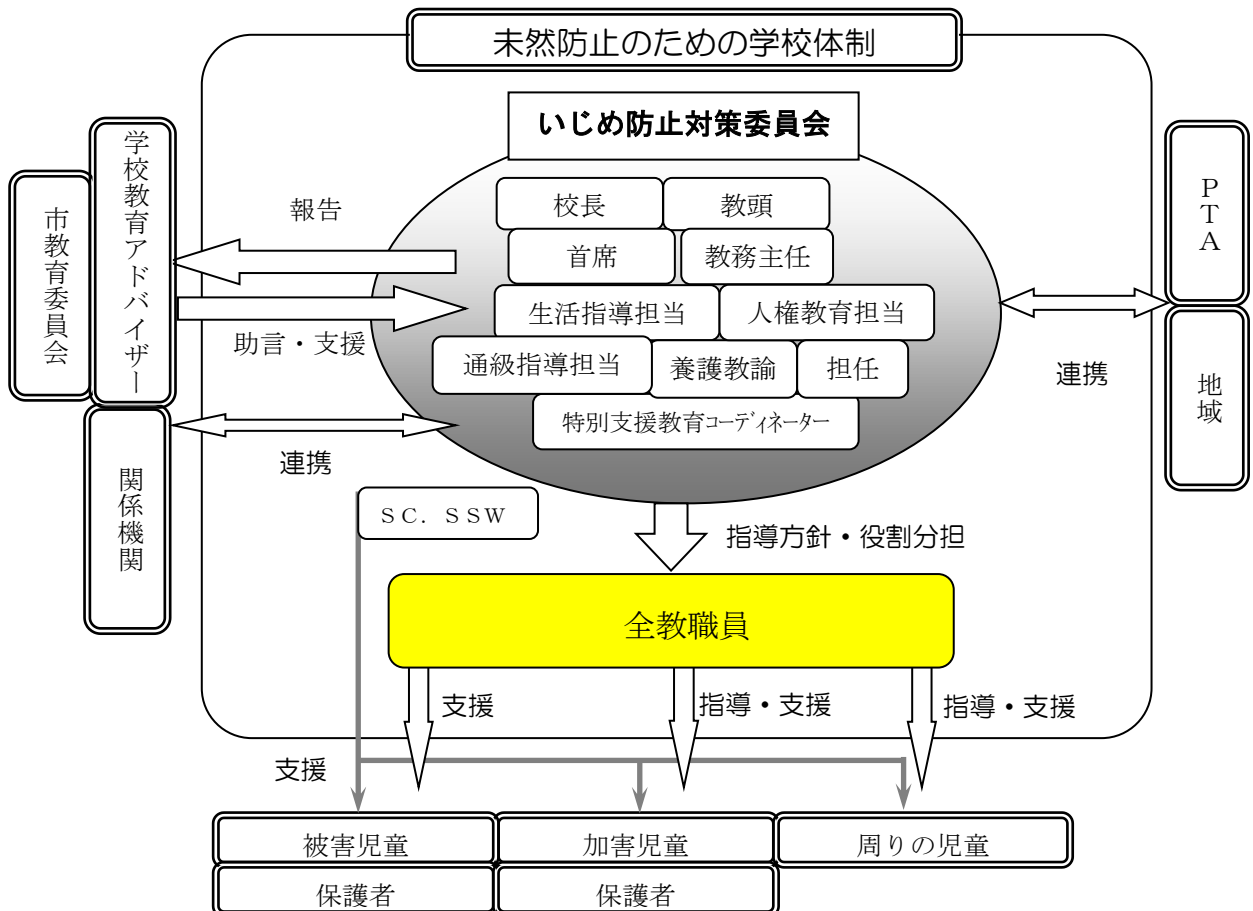 未然防止のための学校体制
いじめ防止対策委員会
校長
教頭
首席
教務主任
生活指導担当
人権教育担当
通級指導担当
養護教諭
担任
特別支援教育コーディネーター
市教育委員会
学校教育アドバイザー
関係機関
報告
助言・支援
連携
PTA
地域
連携
SC. SSW
指導方針・役割分担
全教職員
支援
指導・支援
指導・支援
支援
被害児童
加害児童
周りの児童
保護者
保護者